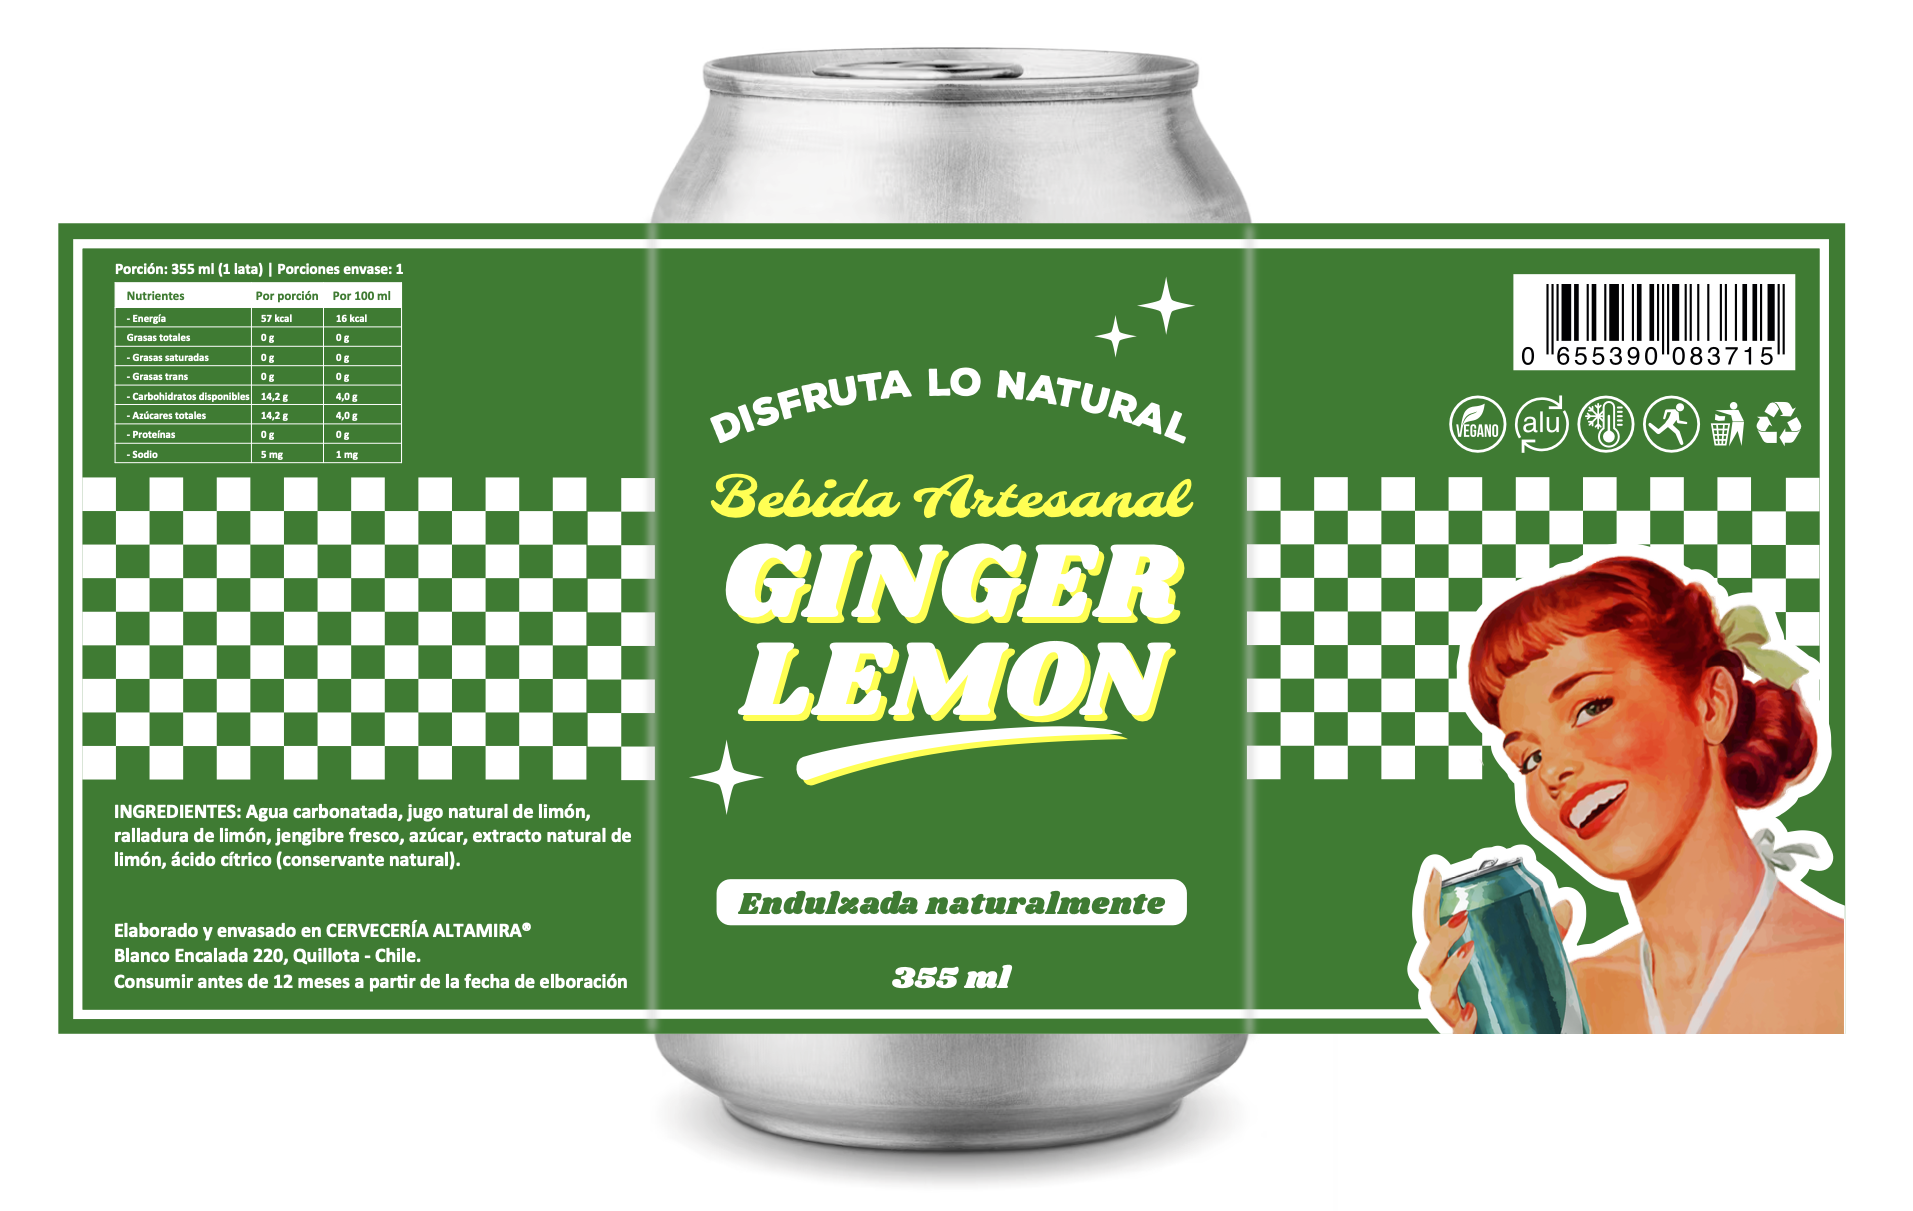 Porción: 355 ml (1 lata) | Porciones envase: 1
Nutrientes Por porción Por 100 ml
- Energía 57 kcal 16 kcal
Grasas totales 0 g 0 g
- Grasas saturadas 0 g 0 g
- Grasas trans 0 g 0 g
- Carbohidratos disponibles 14,2 g 4,0 g
- Azúcares totales 14,2 g 4,0 g
- Proteínas 0 g 0 g
- Sodio 5 mg 1 mg
INGREDIENTES: Agua carbonatada, jugo natural de limón,
ralladura de limón, jengibre fresco, azúcar, extracto natural de
limón, ácido cítrico (conservante natural).
Elaborado y envasado en CERVECERÍA ALTAMIRA®
Blanco Encalada 220, Quillota - Chile.
Consumir antes de 12 meses a partir de la fecha de elboración
DISFRUTA LO NATURAL
Bebida Artesanal
GINGER
LEMON
Endulzada naturalmente
355 ml
0 655390 083715
VEGANO
alu